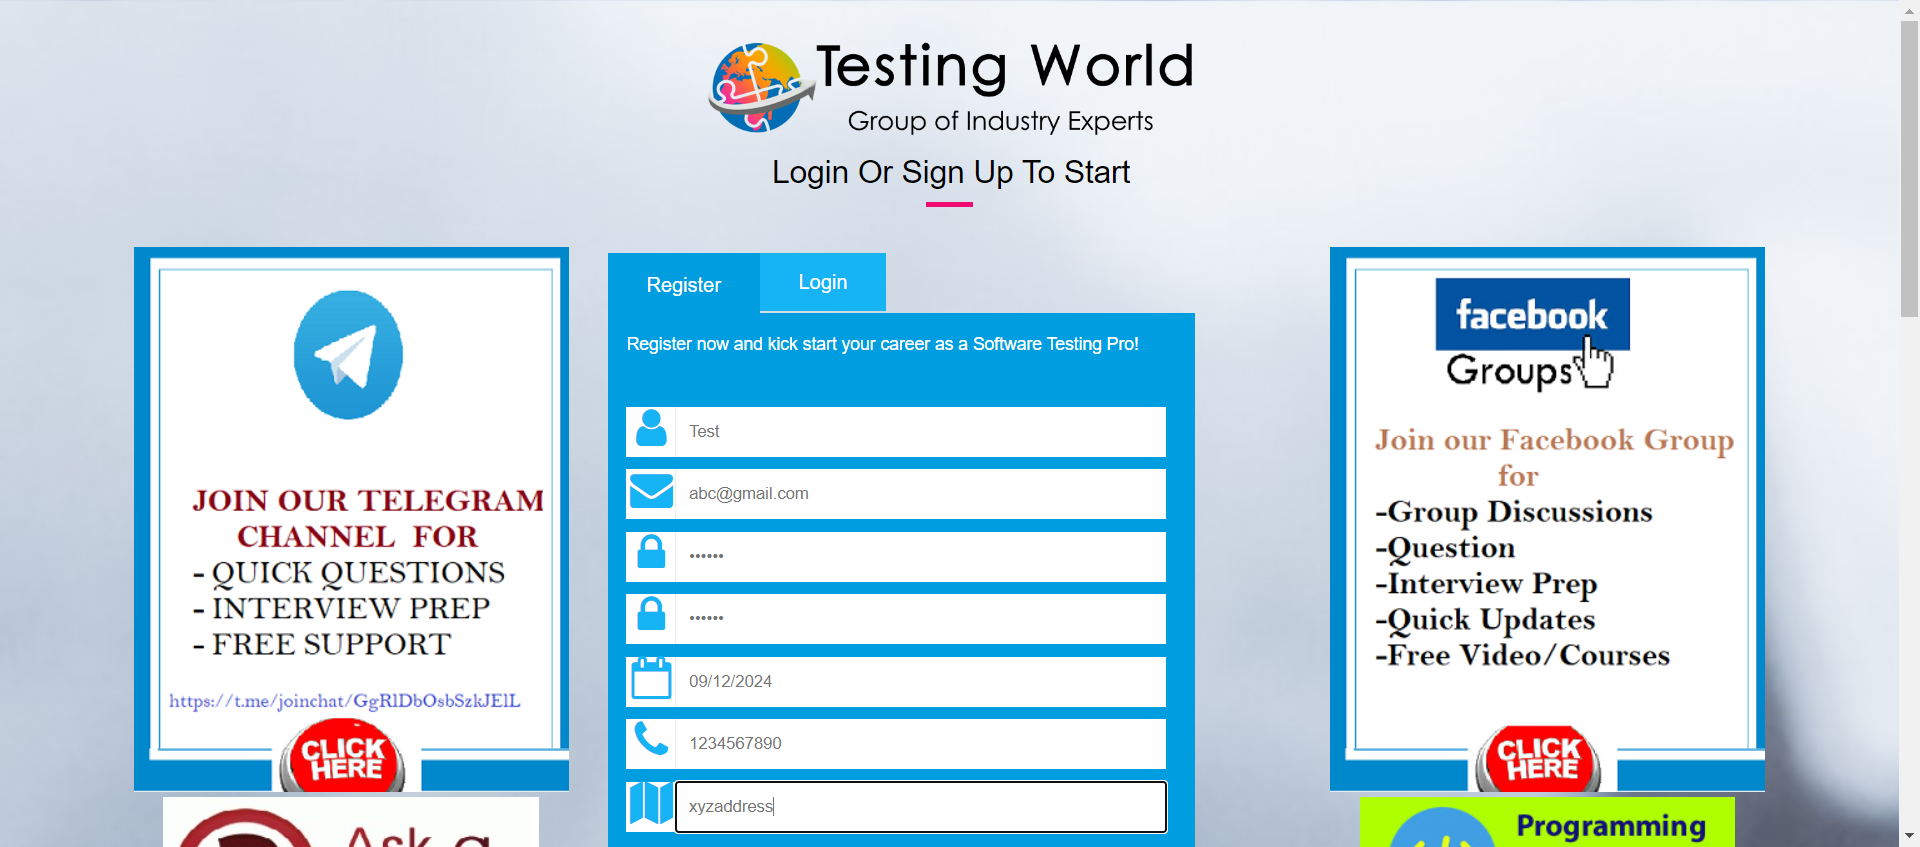 Testing World
Group of Industry Experts
Login Or Sign Up To Start
JOIN OUR TELEGRAM
CHANNEL FOR
- QUICK QUESTIONS
- INTERVIEW PREP
- FREE SUPPORT
https://t.me/joinchat/GgRlDbOsbSzkJElL
CLICK
HERE
Ask a
Register
Login
Register now and kick start your career as a Software Testing Pro!
Test
abc@gmail.com
••••••
••••••
09/12/2024
1234567890
xyzaddress
facebook
Groups
Join our Facebook Group
for
-Group Discussions
-Question
-Interview Prep
-Quick Updates
-Free Video/Courses
CLICK
HERE
Programming